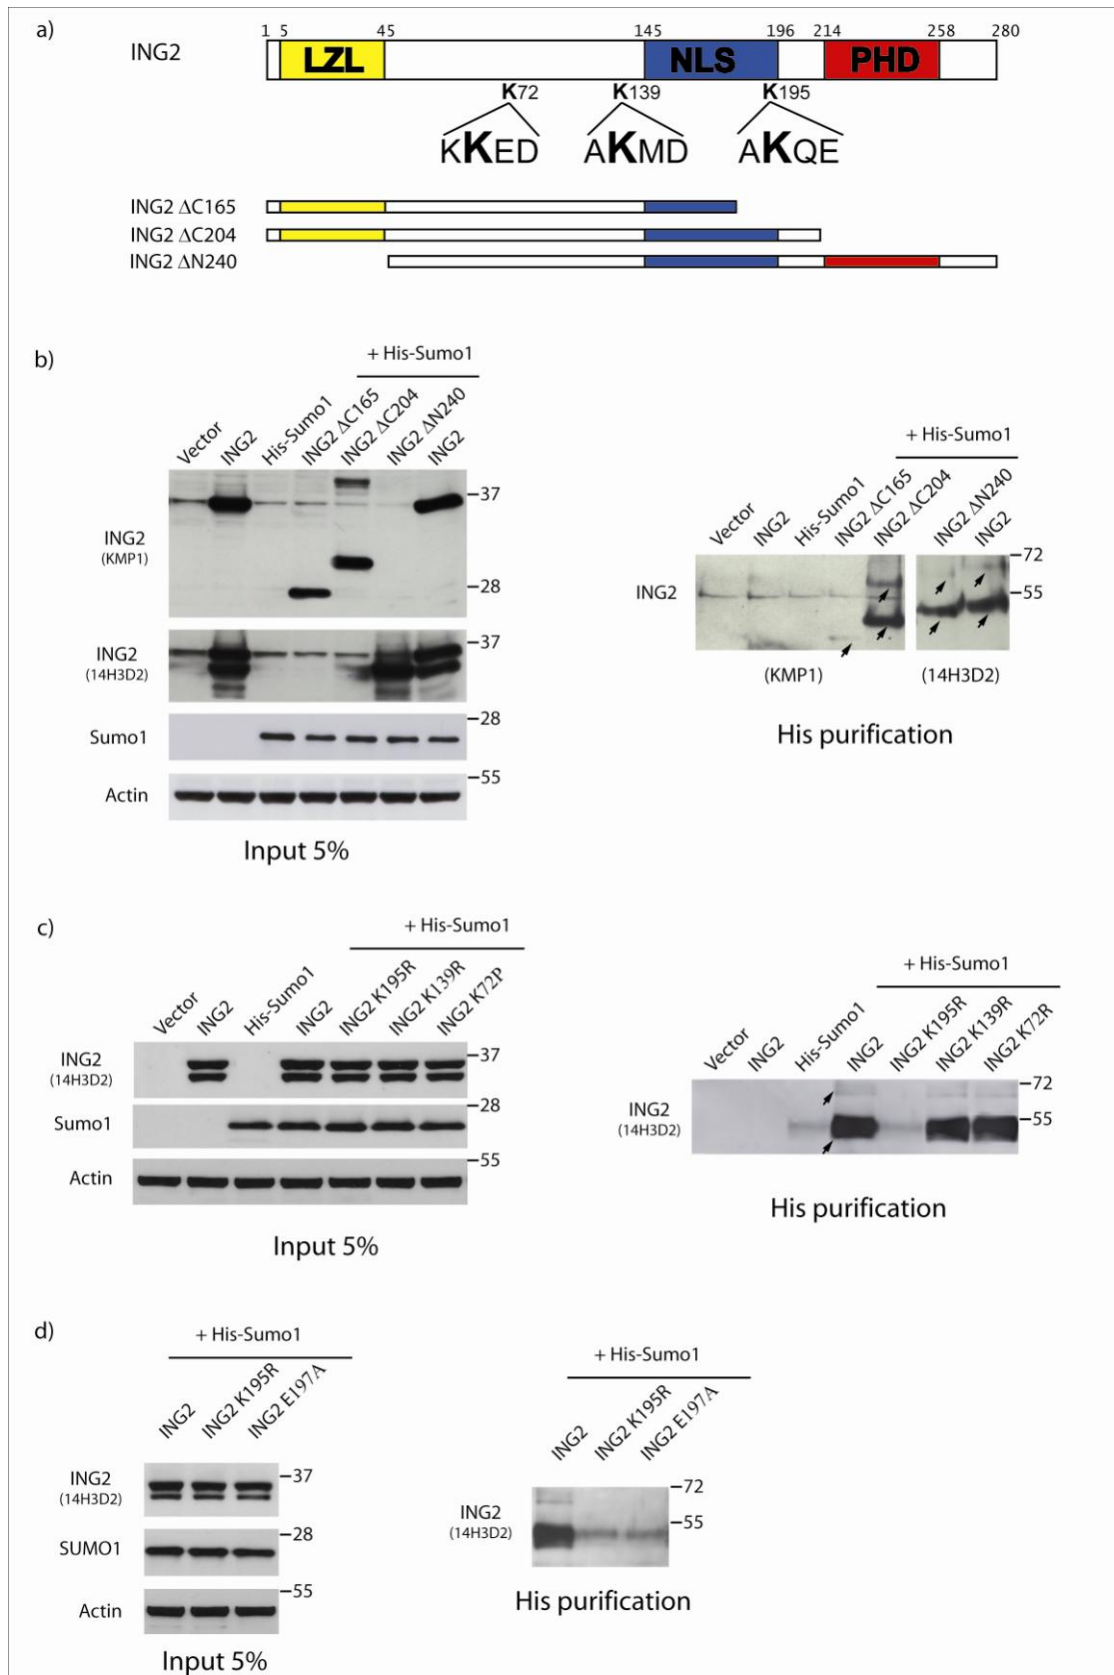 a)
1 5 45 145 196 214 258 280
ING2 LZL NLS PHD
K72 K139 K195
KKED AKMD AKQE
ING2 ΔC165
ING2 ΔC204
ING2 ΔN240
b)
+ His-Sumo1
Vector ING2 His-Sumo1 ING2 ΔC165 ING2 ΔC204 ING2 ΔN240 ING2
ING2
(KMP1)
37
28
ING2
(14H3D2)
37
Sumo1
28
Actin
55
Input 5%
+ His-Sumo1
Vector ING2 His-Sumo1 ING2 ΔC165 ING2 ΔC204 ING2 ΔN240 ING2
ING2
72
55
(KMP1) (14H3D2)
His purification
c)
+ His-Sumo1
Vector ING2 His-Sumo1 ING2 ING2 K195R ING2 K139R ING2 K72P
ING2
(14H3D2)
37
Sumo1
28
Actin
55
Input 5%
+ His-Sumo1
Vector ING2 His-Sumo1 ING2 ING2 K195R ING2 K139R ING2 K72R
ING2
(14H3D2)
72
55
His purification
d)
+ His-Sumo1
ING2 ING2 K195R ING2 E197A
ING2
(14H3D2)
37
SUMO1
28
Actin
55
Input 5%
+ His-Sumo1
ING2 ING2 K195R ING2 E197A
ING2
(14H3D2)
72
55
His purification